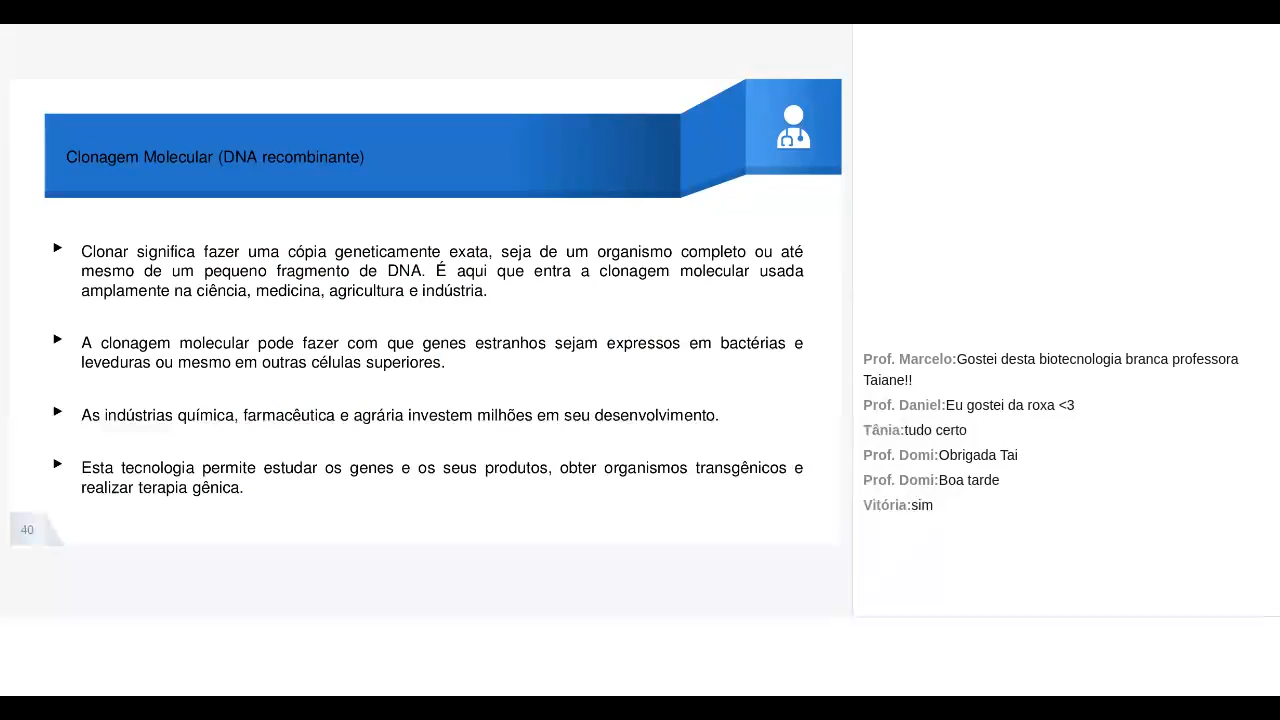 Clonagem Molecular (DNA recombinante)
Clonar significa fazer uma cópia geneticamente exata, seja de um organismo completo ou até
mesmo de um pequeno fragmento de DNA. É aqui que entra a clonagem molecular usada
amplamente na ciência, medicina, agricultura e indústria.
A clonagem molecular pode fazer com que genes estranhos sejam expressos em bactérias e
leveduras ou mesmo em outras células superiores.
As indústrias química, farmacêutica e agrária investem milhões em seu desenvolvimento.
Esta tecnologia permite estudar os genes e os seus produtos, obter organismos transgênicos e
realizar terapia gênica.
40
Prof. Marcelo:Gostei desta biotecnologia branca professora
Taiane!!
Prof. Daniel:Eu gostei da roxa <3
Tânia:tudo certo
Prof. Domi:Obrigada Tai
Prof. Domi:Boa tarde
Vitória:sim